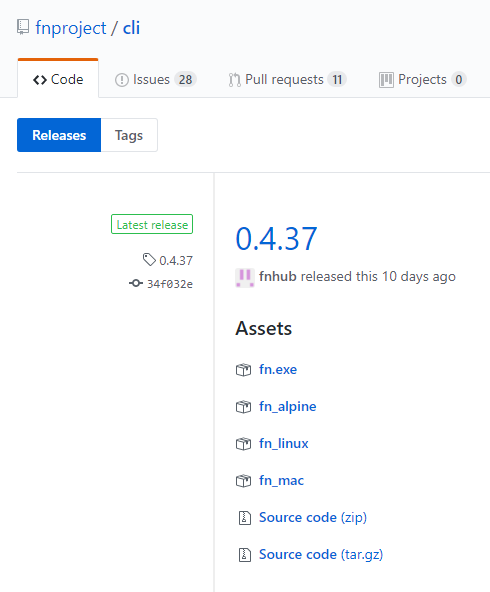 fnproject / cli
Code Issues 28 Pull requests 11 Projects 0
Releases Tags
Latest release
0.4.37
34f032e
0.4.37
fnhub released this 10 days ago
Assets
fn.exe
fn_alpine
fn_linux
fn_mac
Source code (zip)
Source code (tar.gz)